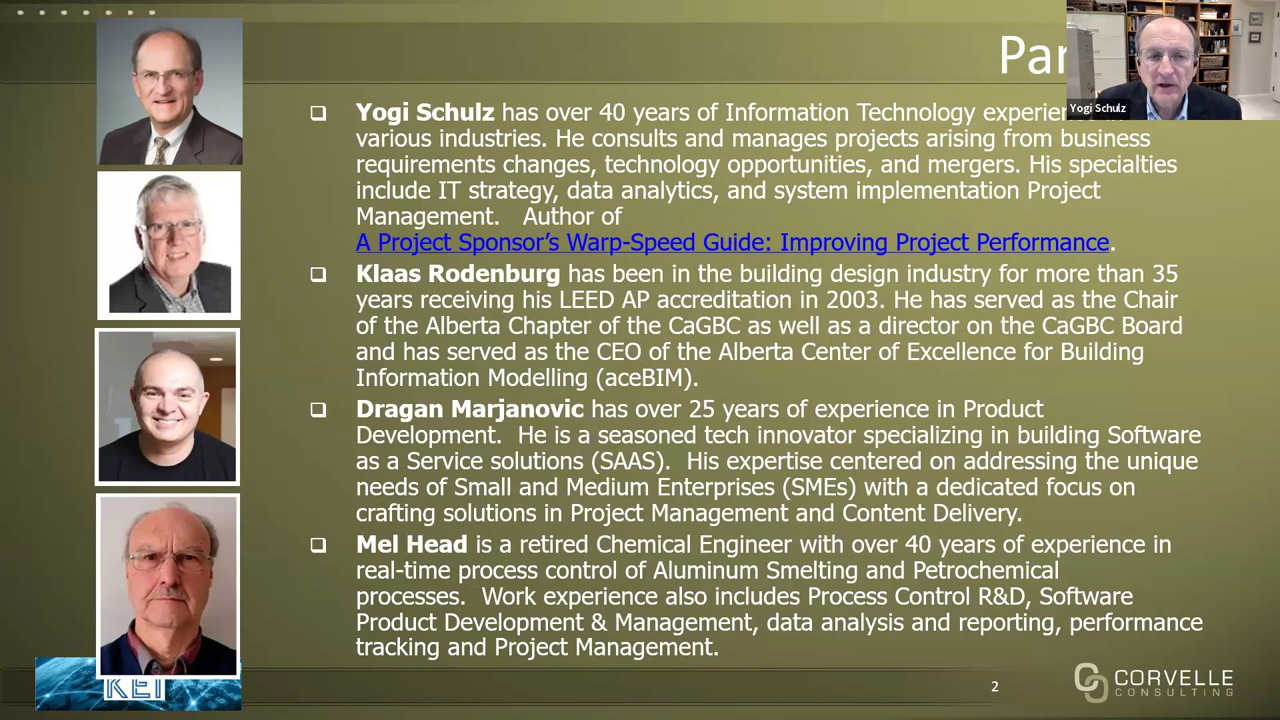 Par
Yogi Schulz
Yogi Schulz has over 40 years of Information Technology experien
various industries. He consults and manages projects arising from business
requirements changes, technology opportunities, and mergers. His specialties
include IT strategy, data analytics, and system implementation Project
Management. Author of
A Project Sponsor’s Warp-Speed Guide: Improving Project Performance.
Klaas Rodenburg has been in the building design industry for more than 35
years receiving his LEED AP accreditation in 2003. He has served as the Chair
of the Alberta Chapter of the CaGBC as well as a director on the CaGBC Board
and has served as the CEO of the Alberta Center of Excellence for Building
Information Modelling (aceBIM).
Dragan Marjanovic has over 25 years of experience in Product
Development. He is a seasoned tech innovator specializing in building Software
as a Service solutions (SAAS). His expertise centered on addressing the unique
needs of Small and Medium Enterprises (SMEs) with a dedicated focus on
crafting solutions in Project Management and Content Delivery.
Mel Head is a retired Chemical Engineer with over 40 years of experience in
real-time process control of Aluminum Smelting and Petrochemical
processes. Work experience also includes Process Control R&D, Software
Product Development & Management, data analysis and reporting, performance
tracking and Project Management.
KEI
2
CORVELLE
CONSULTING